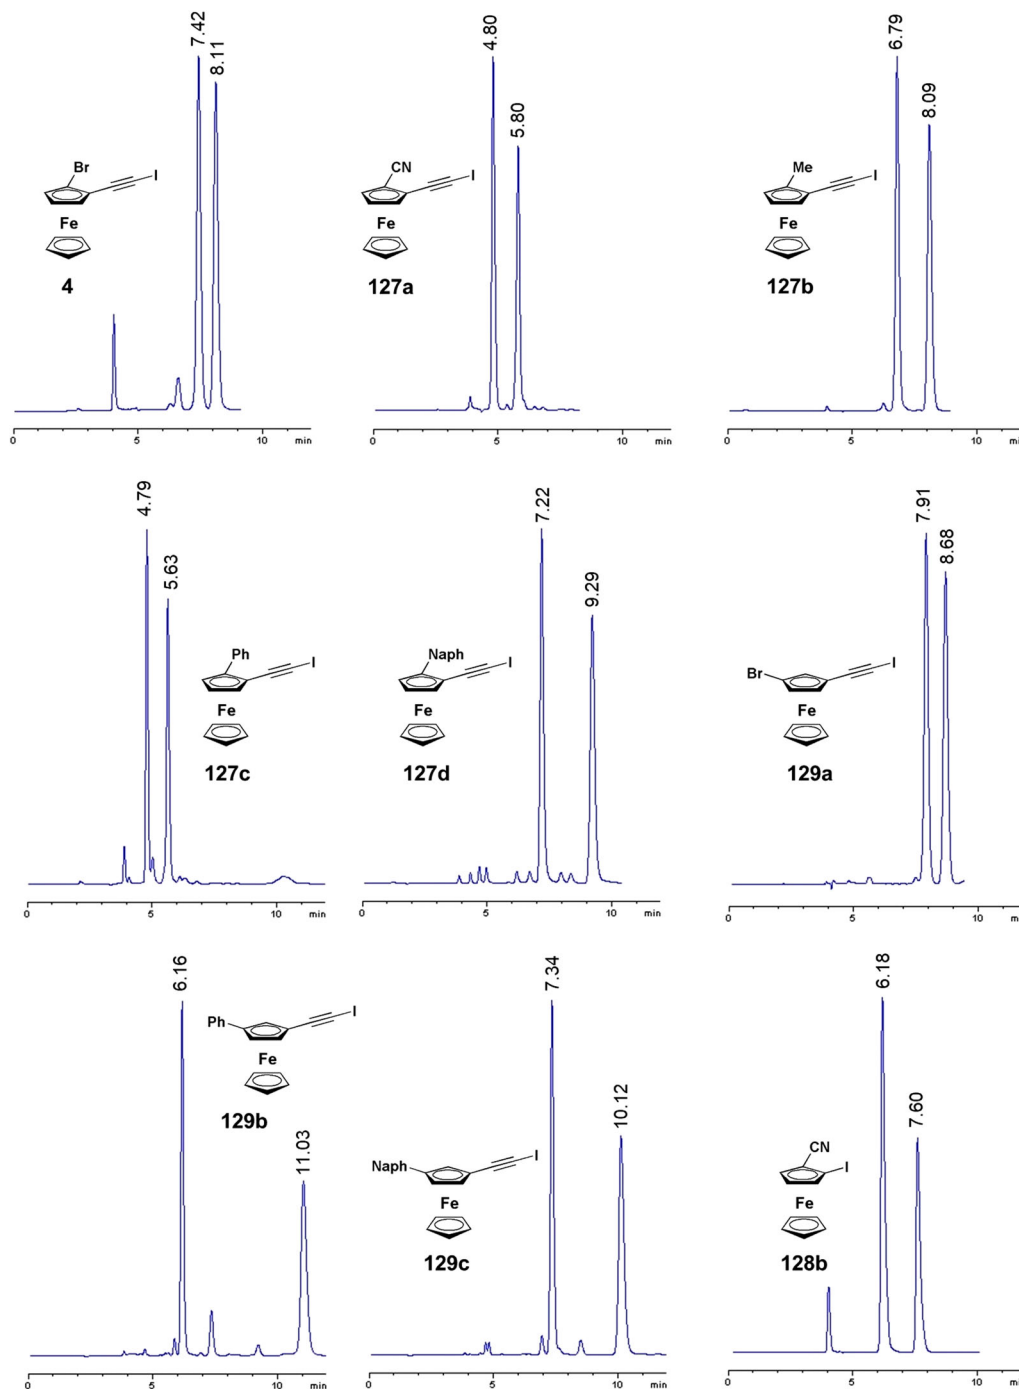 7.42
8.11
Br
I
Fe
4
0
5
10
min
4.80
5.80
CN
I
Fe
127a
0
5
10
min
6.79
8.09
Me
I
Fe
127b
0
5
10
min
4.79
5.63
Ph
I
Fe
127c
0
5
10
min
7.22
9.29
Naph
I
Fe
127d
0
5
10
min
7.91
8.68
Br
I
Fe
129a
0
5
10
min
6.16
11.03
Ph
I
Fe
129b
0
5
10
min
7.34
10.12
Naph
I
Fe
129c
0
5
10
min
6.18
7.60
CN
I
Fe
128b
0
5
10
min